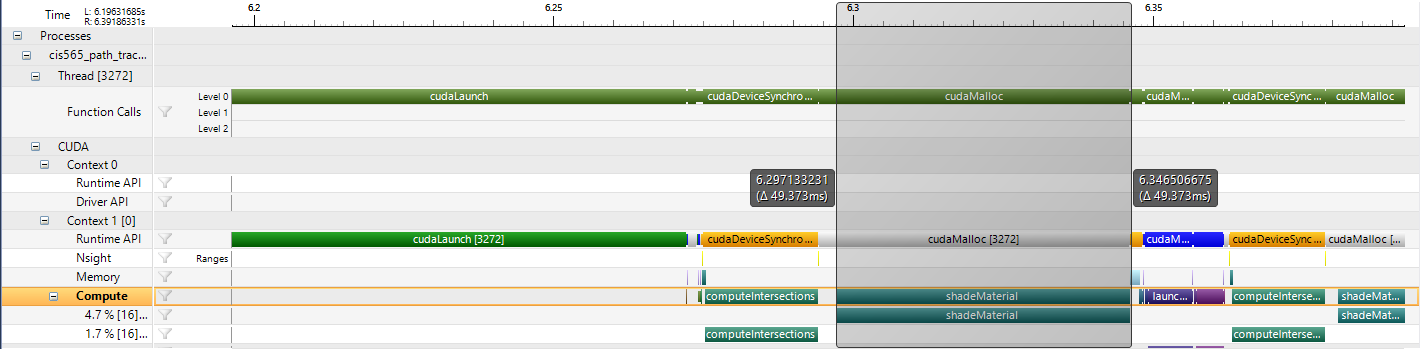 Time L: 6.19631685s 6.2 6.25 6.3 6.35
R: 6.39186331s
Processes
cis565_path_trac...
Thread [3272]
Function Calls
Level 0 cudaLaunch cudaDeviceSynchro... cudaMalloc cudaM... cudaDeviceSync ... cudaMalloc
Level 1
Level 2
CUDA
Context 0
Runtime API
Driver API
6.297133231
(Δ 49.373ms)
6.346506675
(Δ 49.373ms)
Context 1 [0]
Runtime API cudaLaunch [3272] cudaDeviceSynchro... cudaMalloc [3272] cudaM... cudaDeviceSync... cudaMalloc [...
Nsight Ranges
Memory
Compute computeIntersections shadeMaterial launc... computeInterse... shadeMat...
4.7 % [16]... shadeMaterial shadeMat...
1.7 % [16]... computeIntersections computeInterse...